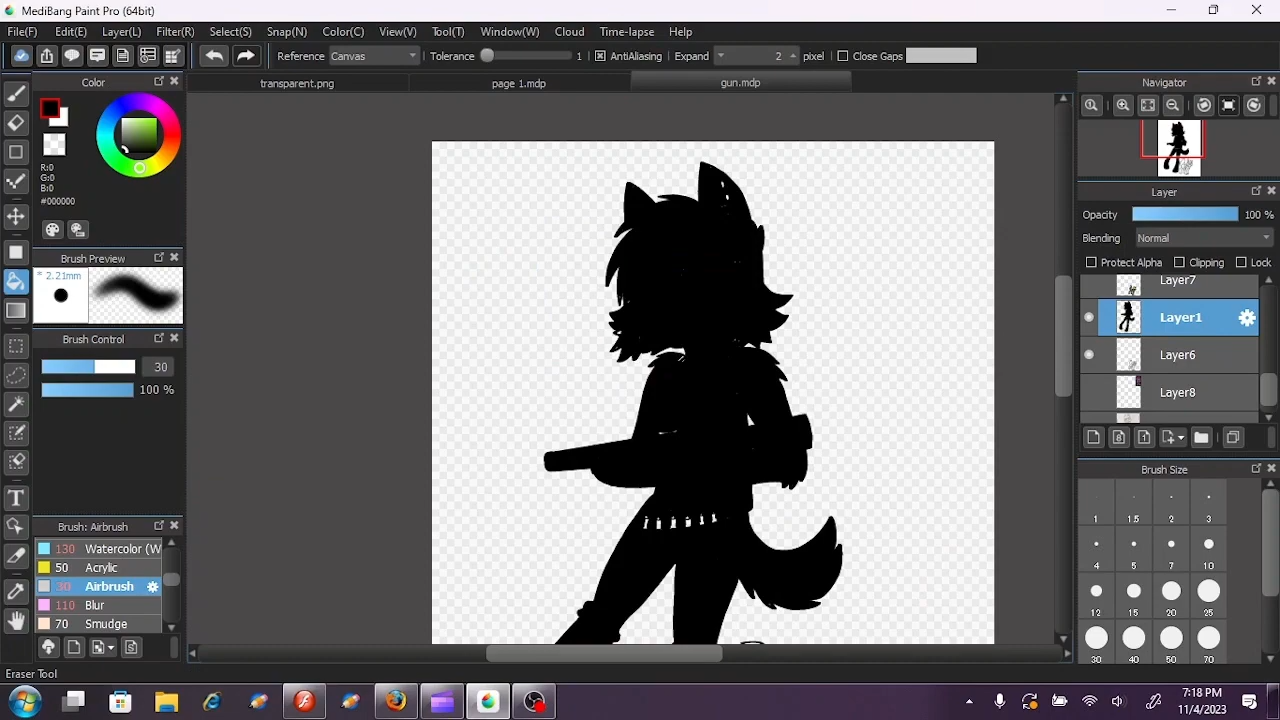 MediBang Paint Pro (64bit)
File(F) Edit(E) Layer(L) Filter(R) Select(S) Snap(N) Color(C) View(V) Tool(T) Window(W) Cloud Time-lapse Help
Reference Canvas Tolerance 1 AntiAliasing Expand 2 pixel Close Gaps
Color
transparent.png page 1.mdp gun.mdp
Navigator
R:0
G:0
B:0
#000000
Layer
Opacity 100 %
Blending Normal
Protect Alpha Clipping Lock
Brush Preview
* 2.21mm
Layer7
Layer1
Layer6
Layer8
Brush Control
30
100 %
Brush Size
1 1.5 2 3
4 5 7 10
12 15 20 25
30 40 50 70
Brush: Airbrush
130 Watercolor (W
50 Acrylic
30 Airbrush
110 Blur
70 Smudge
Eraser Tool
7:18 PM
11/4/2023